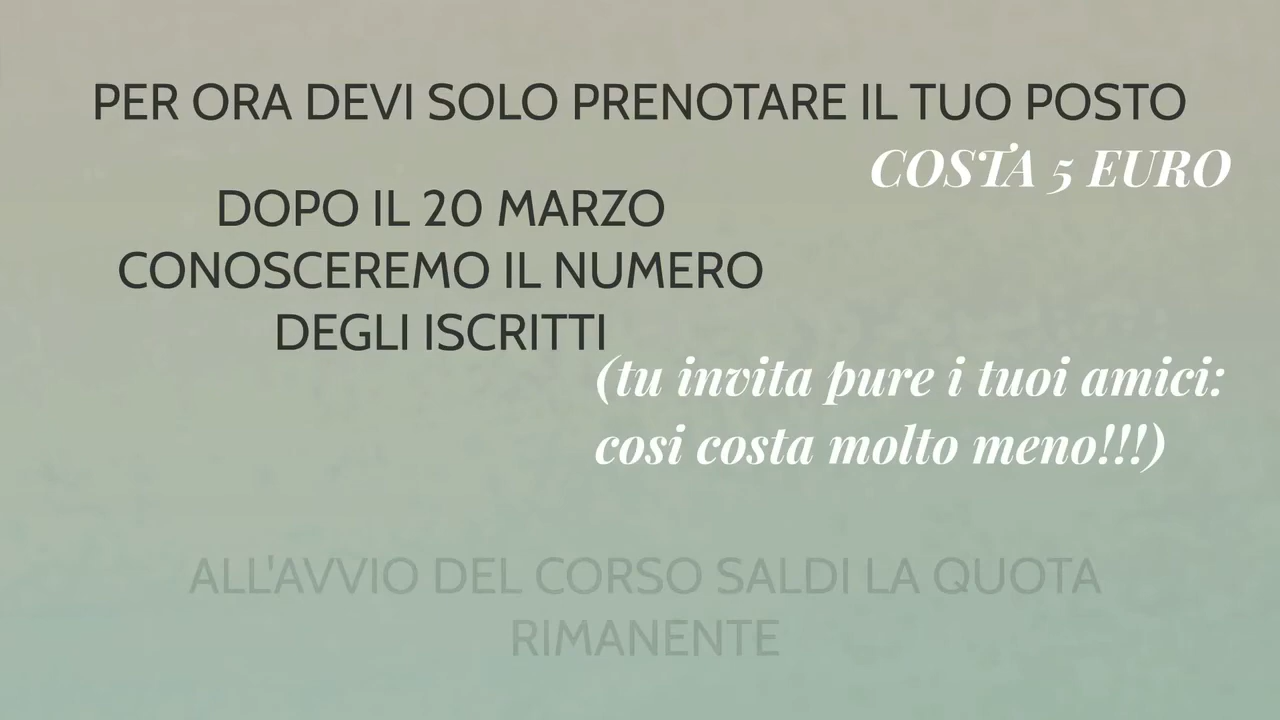 PER ORA DEVI SOLO PRENOTARE IL TUO POSTO
COSTA 5 EURO
DOPO IL 20 MARZO
CONOSCEREMO IL NUMERO
DEGLI ISCRITTI
(tu invita pure i tuoi amici:
cosi costa molto meno!!!)
ALL'AVVIO DEL CORSO SALDI LA QUOTA
RIMANENTE